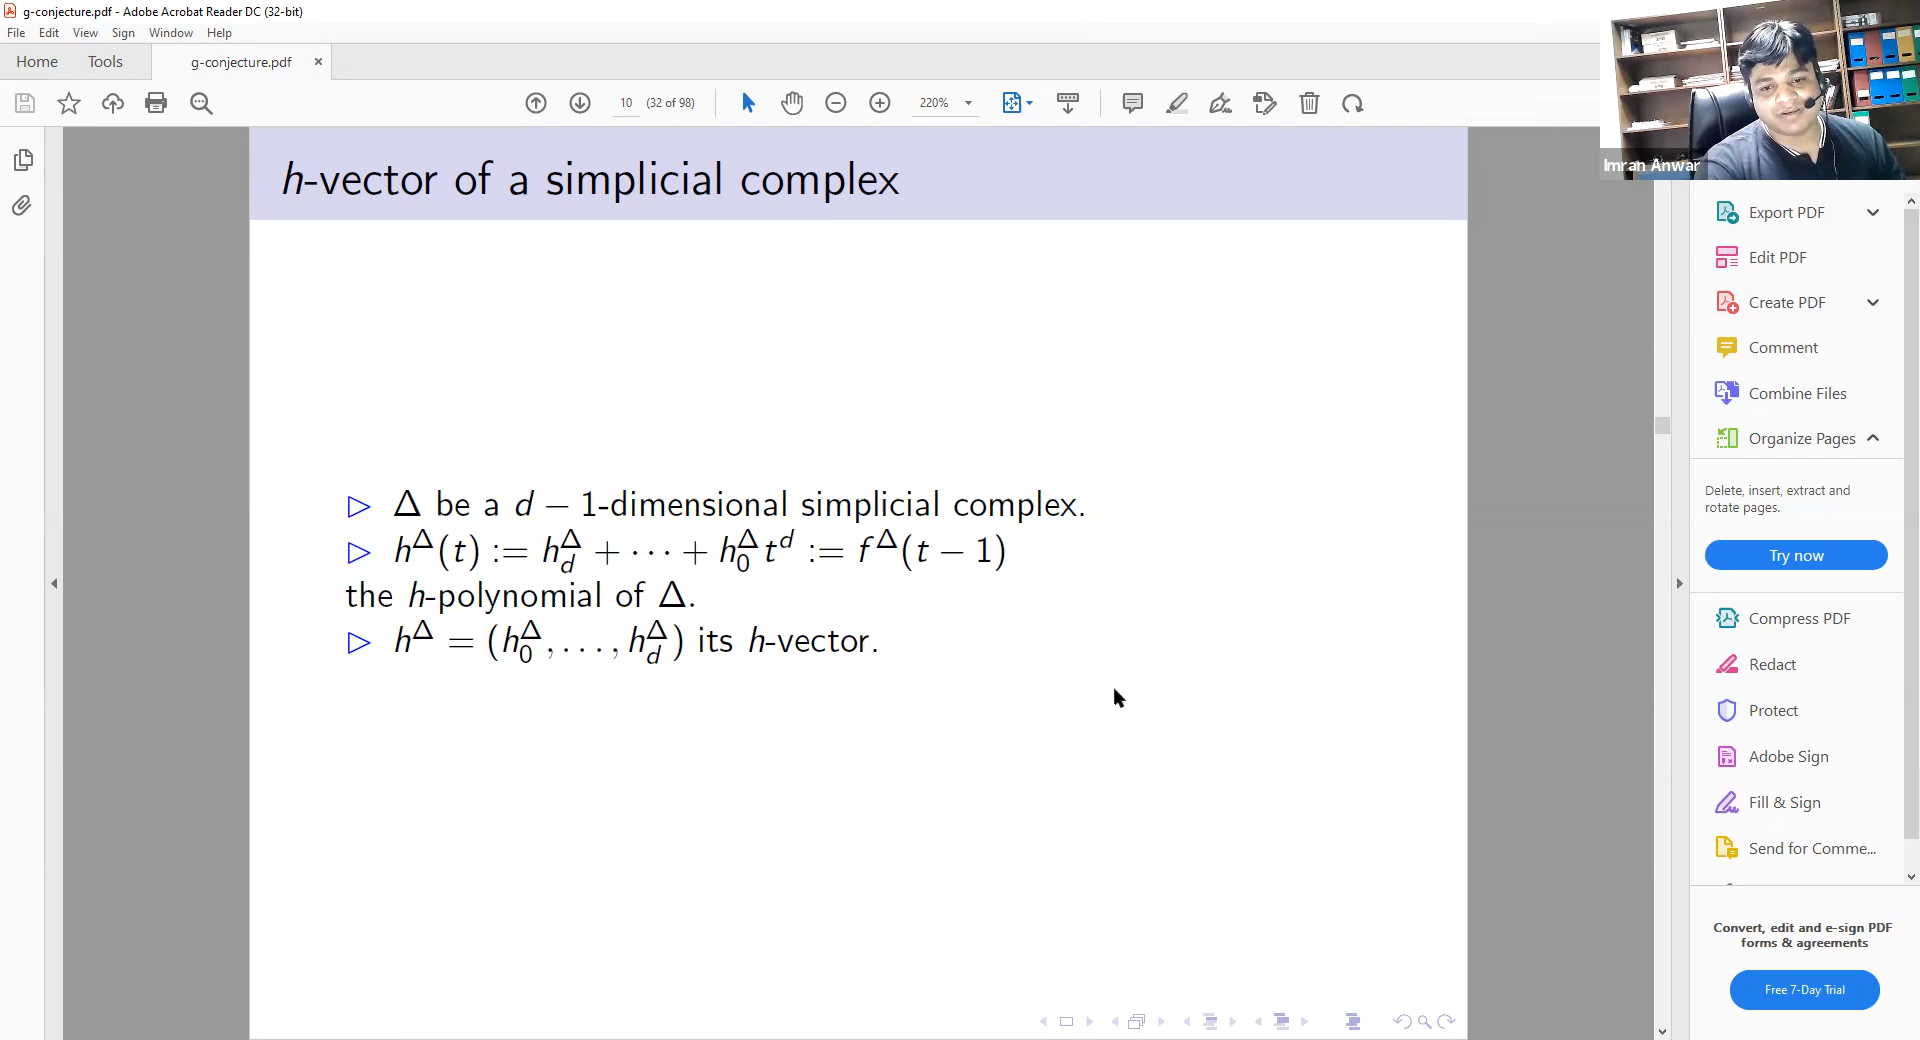 g-conjecture.pdf - Adobe Acrobat Reader DC (32-bit)
File Edit View Sign Window Help
Home Tools g-conjecture.pdf ×
10 (32 of 98) 220%
Imran Anwar
h-vector of a simplicial complex
▷ Δ be a d − 1-dimensional simplicial complex.
▷ h^Δ(t) := h_d^Δ + ⋯ + h_0^Δ t^d := f^Δ(t − 1)
the h-polynomial of Δ.
▷ h^Δ = (h_0^Δ, . . . , h_d^Δ) its h-vector.
Export PDF
Edit PDF
Create PDF
Comment
Combine Files
Organize Pages
Delete, insert, extract and
rotate pages.
Try now
Compress PDF
Redact
Protect
Adobe Sign
Fill & Sign
Send for Comme...
Convert, edit and e-sign PDF
forms & agreements
Free 7-Day Trial